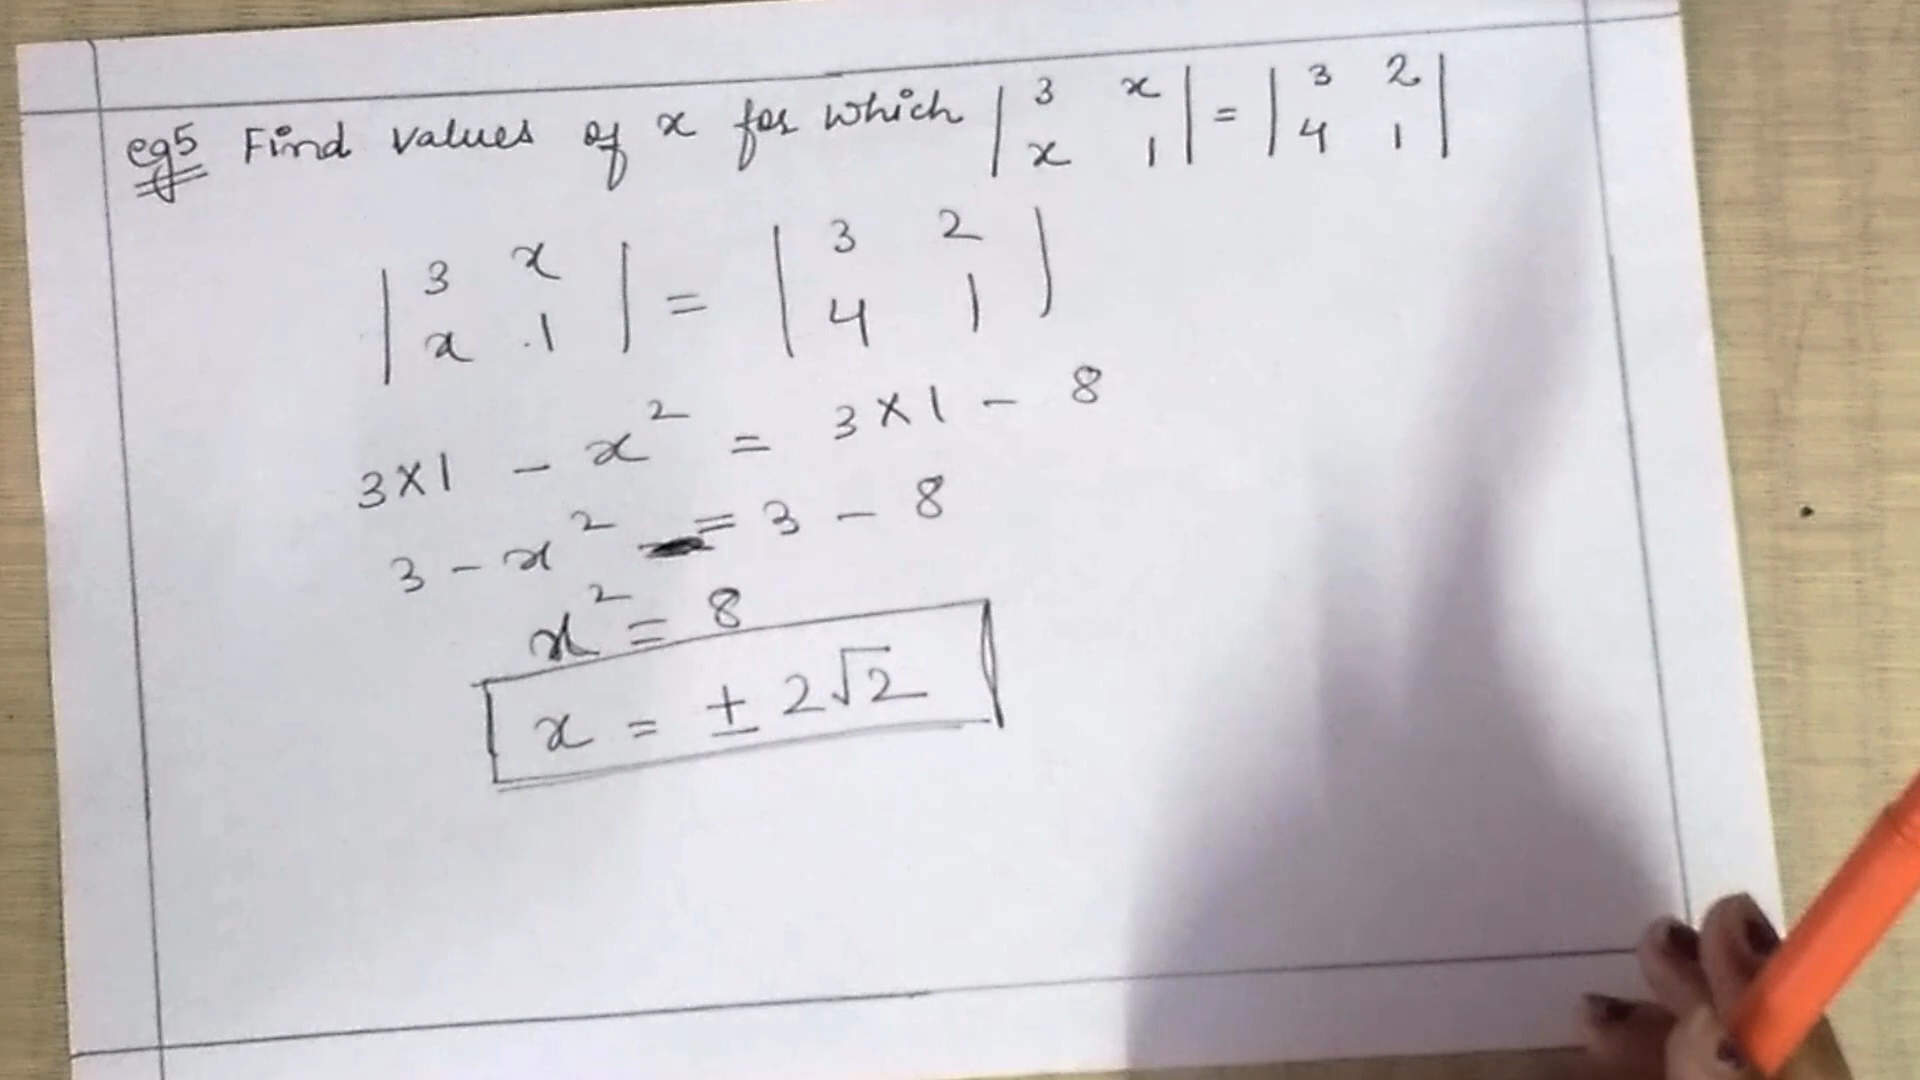 eg5 Find values of x for which | 3 x | = | 3 2 |
| x 1 | | 4 1 |
| 3 x | = | 3 2 |
| x .1 | | 4 1 |
3×1 - x² = 3×1 - 8
3 - x² = 3 - 8
x² = 8
x = ± 2√2